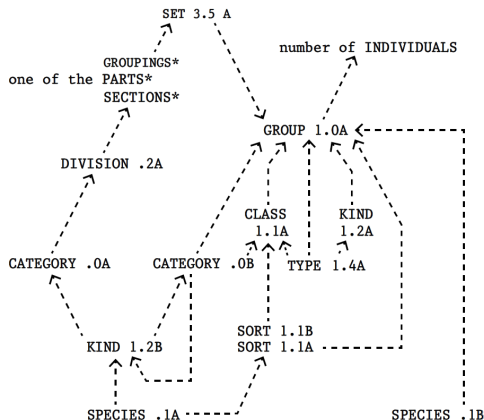 SET 3.5 A
number of INDIVIDUALS
GROUPINGS*
one of the PARTS*
SECTIONS*
GROUP 1.0A
DIVISION .2A
CLASS
1.1A
KIND
1.2A
CATEGORY .0A
CATEGORY .0B
TYPE 1.4A
SORT 1.1B
KIND 1.2B
SORT 1.1A
SPECIES .1A
SPECIES .1B